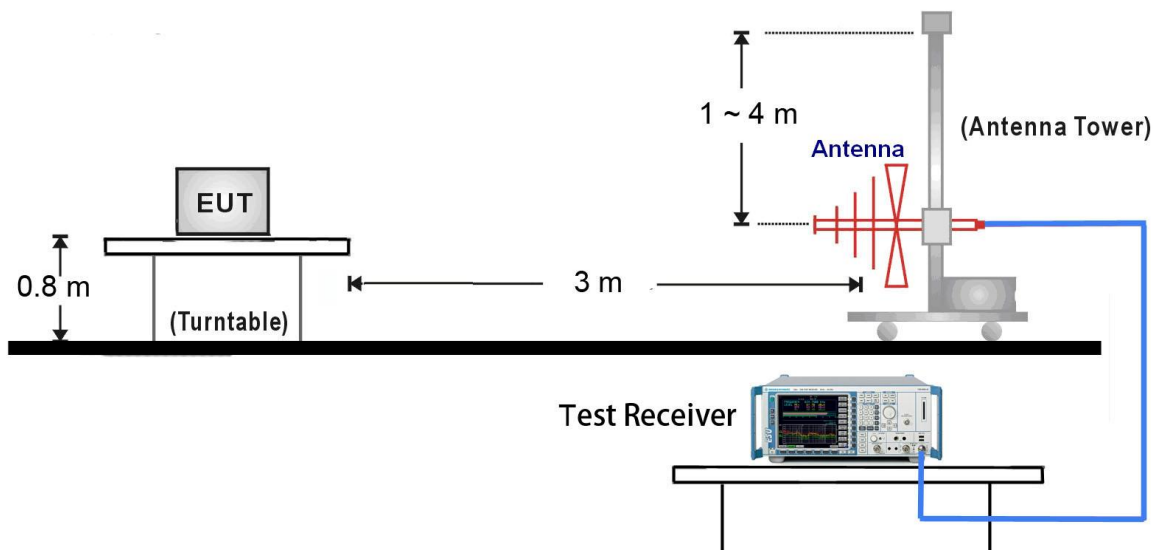 1 ~ 4 m
(Antenna Tower)
Antenna
EUT
0.8 m
3 m
(Turntable)
Test Receiver